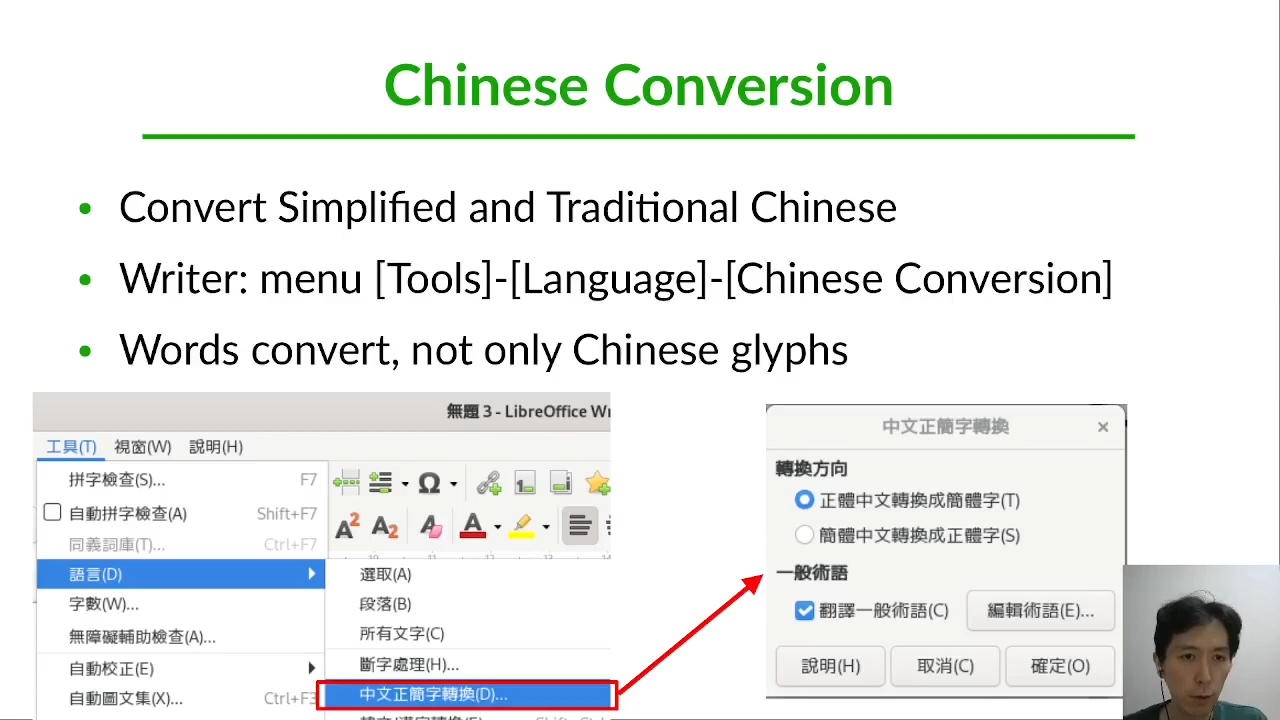 Chinese Conversion
• Convert Simplified and Traditional Chinese
• Writer: menu [Tools]-[Language]-[Chinese Conversion]
• Words convert, not only Chinese glyphs
無題 3 - LibreOffice Wr
工具(T) 視窗(W) 說明(H)
拼字檢查(S)... F7
自動拼字檢查(A) Shift+F7
同義詞庫(T)... Ctrl+F7
語言(D)
字數(W)...
無障礙輔助檢查(A)...
自動校正(E)
自動圖文集(X)... Ctrl+F3
選取(A)
段落(B)
所有文字(C)
斷字處理(H)...
中文正簡字轉換(D)...
中文正簡字轉換
轉換方向
正體中文轉換成簡體字(T)
簡體中文轉換成正體字(S)
一般術語
翻譯一般術語(C) 編輯術語(E)...
說明(H) 取消(C) 確定(O)